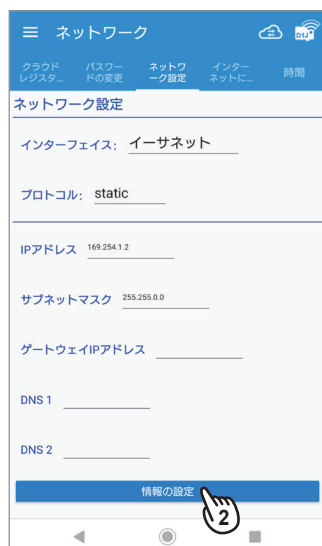 ネットワーク
D1J
クラウド
レジスタ...
パスワー
ドの変更
ネットワ
ーク設定
インター
ネットに...
時間
ネットワーク設定
インターフェイス: イーサネット
プロトコル: static
IPアドレス 169.254.1.2
サブネットマスク 255.255.0.0
ゲートウェイIPアドレス
DNS 1
DNS 2
情報の設定
2